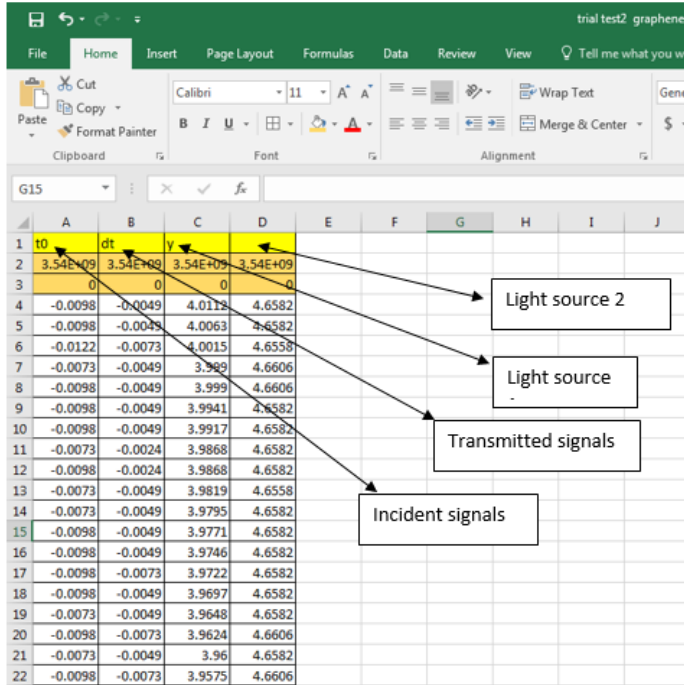 trial test2 graphene
File Home Insert Page Layout Formulas Data Review View Tell me what you w
Cut
Copy
Paste
Format Painter
Calibri 11 A A
B I U A
Wrap Text
Merge & Center
Gene
$
Clipboard Font Alignment
G15 fx
A B C D E F G H I J
1 t0 dt y
2 3.54E+09 3.54E+09 3.54E+09 3.54E+09
3 0 0 0 0
4 -0.0098 -0.0049 4.0112 4.6582
5 -0.0098 -0.0049 4.0063 4.6582
6 -0.0122 -0.0073 4.0015 4.6558
7 -0.0073 -0.0049 3.999 4.6606
8 -0.0098 -0.0049 3.999 4.6606
9 -0.0098 -0.0049 3.9941 4.6582
10 -0.0098 -0.0049 3.9917 4.6582
11 -0.0073 -0.0024 3.9868 4.6582
12 -0.0098 -0.0024 3.9868 4.6582
13 -0.0073 -0.0049 3.9819 4.6558
14 -0.0073 -0.0049 3.9795 4.6582
15 -0.0098 -0.0049 3.9771 4.6582
16 -0.0098 -0.0049 3.9746 4.6582
17 -0.0098 -0.0073 3.9722 4.6582
18 -0.0098 -0.0049 3.9697 4.6582
19 -0.0073 -0.0049 3.9648 4.6582
20 -0.0098 -0.0073 3.9624 4.6606
21 -0.0073 -0.0049 3.96 4.6582
22 -0.0098 -0.0073 3.9575 4.6606
Light source 2
Light source
Transmitted signals
Incident signals